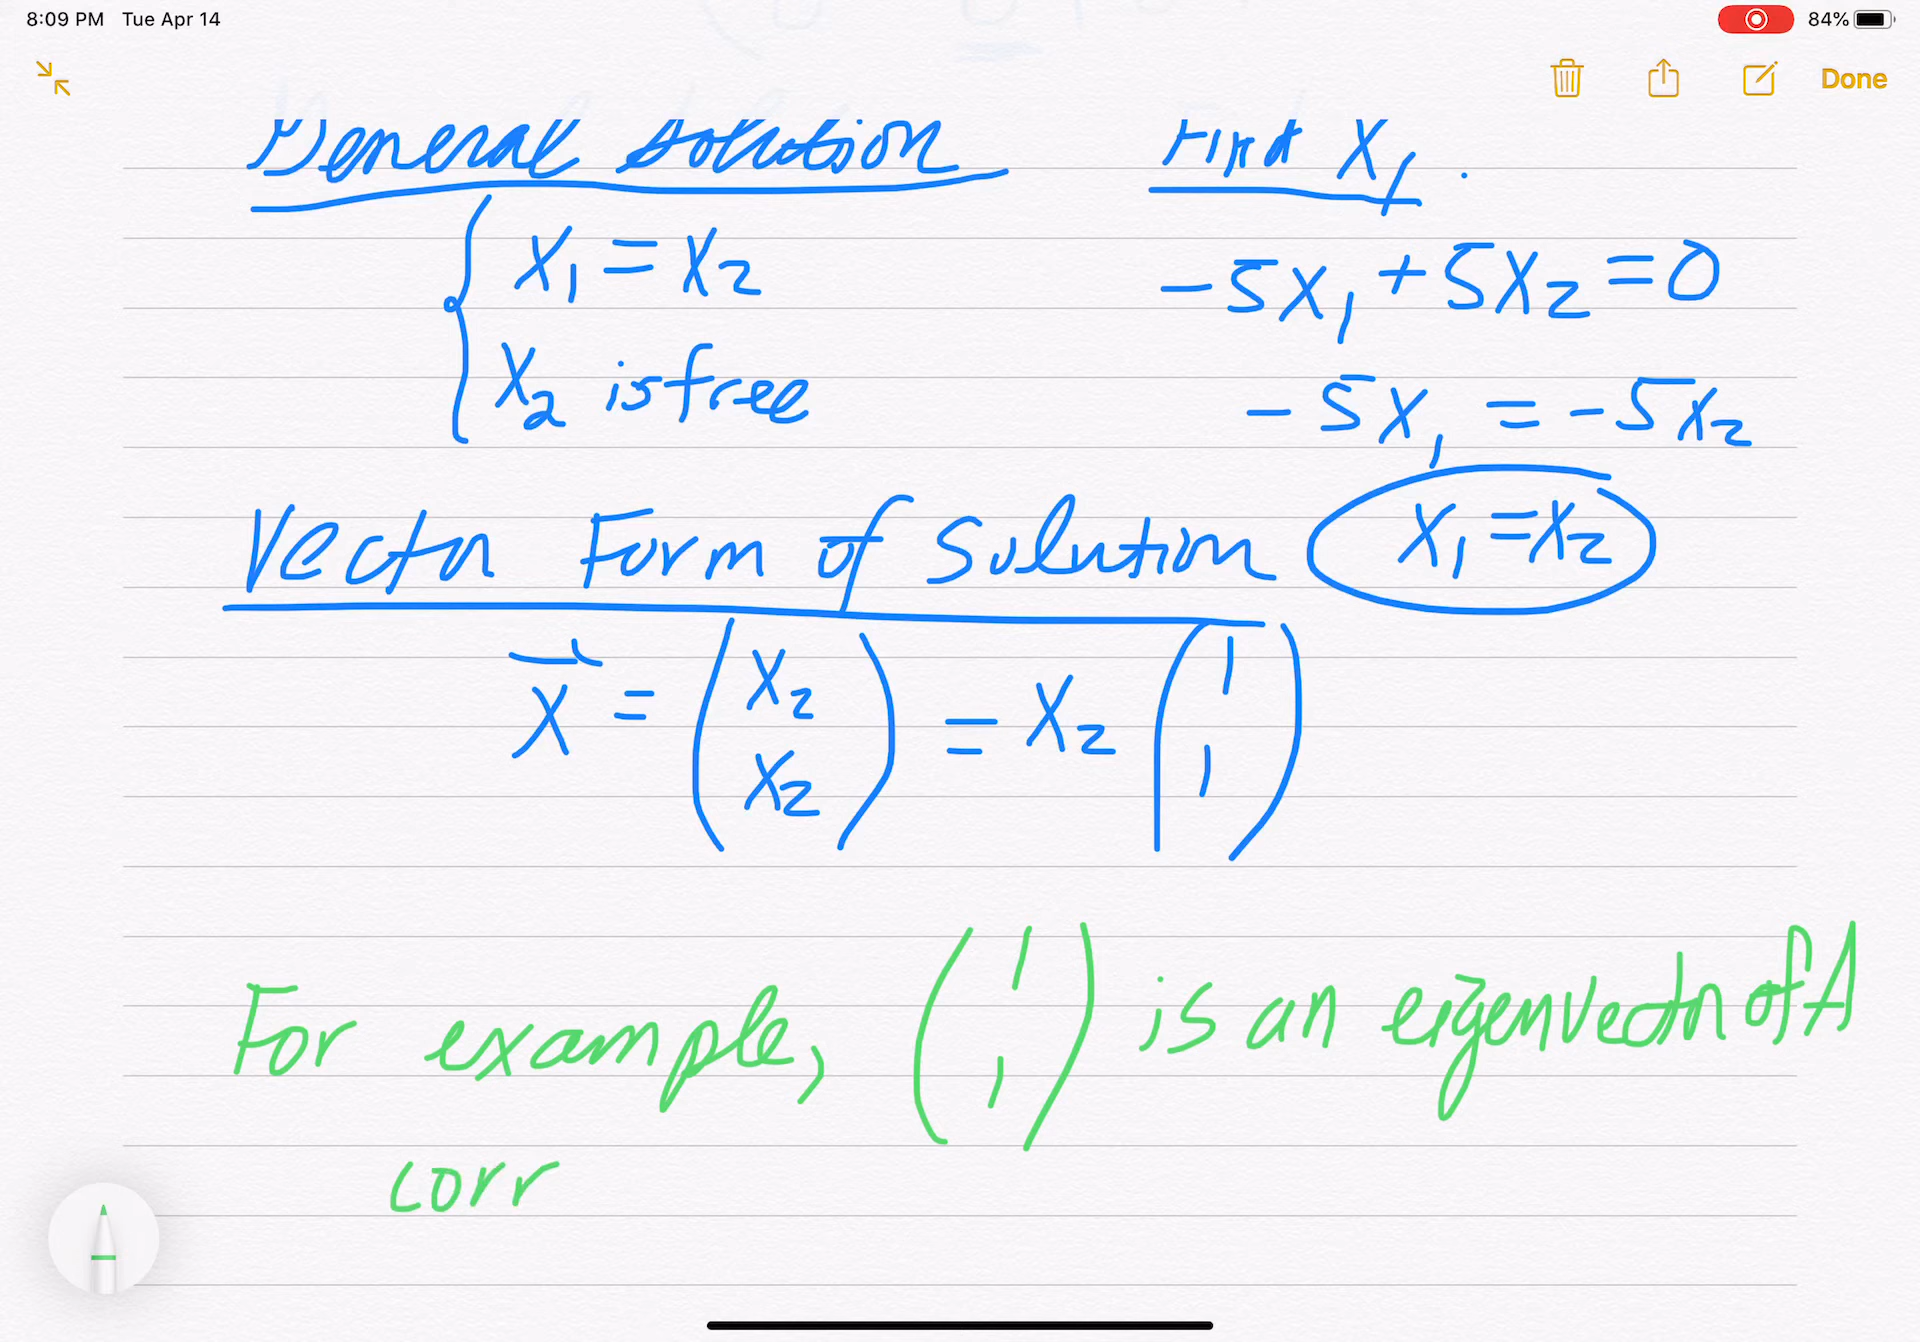 8:09 PM Tue Apr 14 84%
Done
General Solution Find x₁.
x₁ = x₂ -5x₁ + 5x₂ = 0
x₂ is free -5x₁ = -5x₂
Vector Form of Solution x₁ = x₂
x⃗ = (x₂ x₂) = x₂ (1 1)
For example, (1 1) is an eigenvector of A
corr